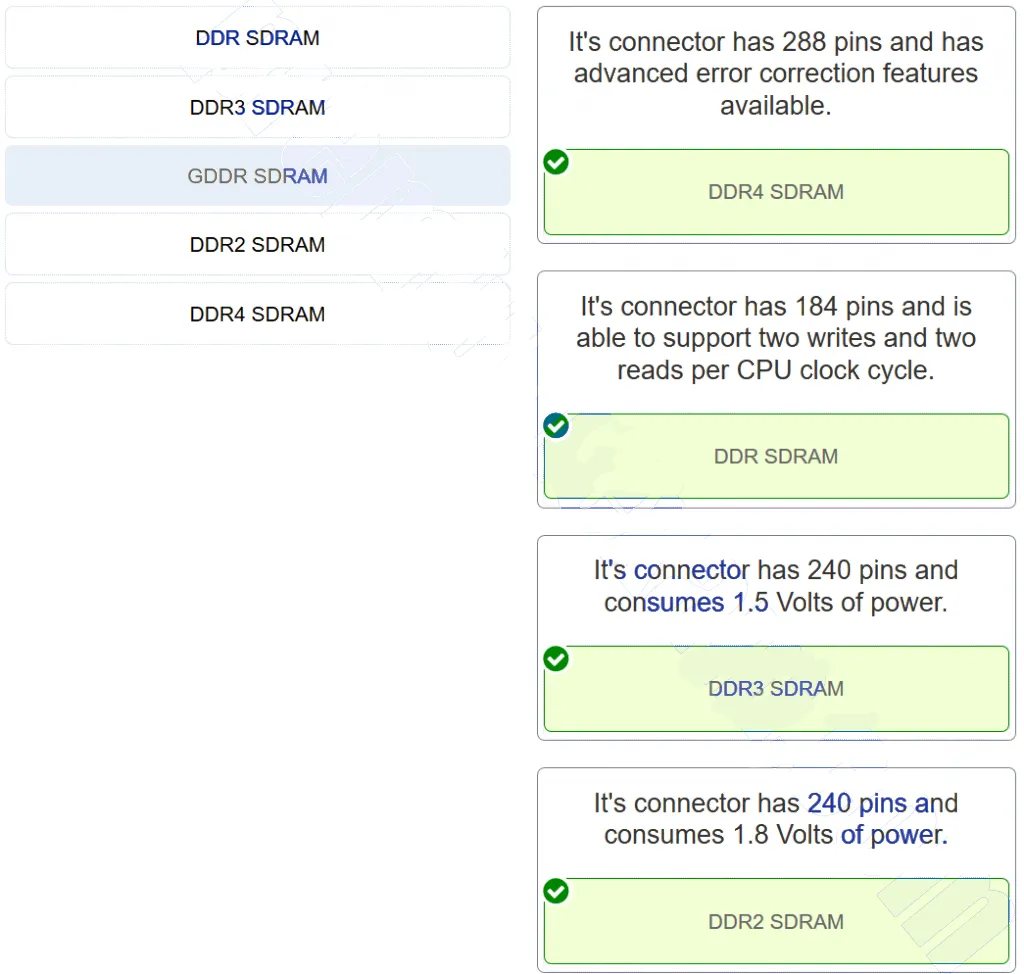 DDR SDRAM
DDR3 SDRAM
GDDR SDRAM
DDR2 SDRAM
DDR4 SDRAM
It's connector has 288 pins and has
advanced error correction features
available.
DDR4 SDRAM
It's connector has 184 pins and is
able to support two writes and two
reads per CPU clock cycle.
DDR SDRAM
It's connector has 240 pins and
consumes 1.5 Volts of power.
DDR3 SDRAM
It's connector has 240 pins and
consumes 1.8 Volts of power.
DDR2 SDRAM